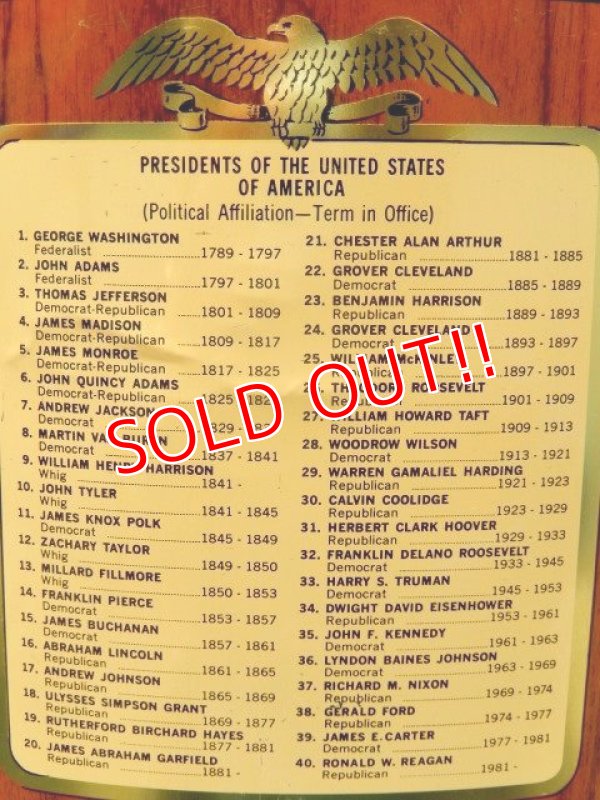 PRESIDENTS OF THE UNITED STATES
OF AMERICA
(Political Affiliation—Term in Office)
1. GEORGE WASHINGTON
Federalist 1789 - 1797
2. JOHN ADAMS
Federalist 1797 - 1801
3. THOMAS JEFFERSON
Democrat-Republican 1801 - 1809
4. JAMES MADISON
Democrat-Republican 1809 - 1817
5. JAMES MONROE
Democrat-Republican 1817 - 1825
6. JOHN QUINCY ADAMS
Democrat-Republican 1825
7. ANDREW JACKSON
Democrat 1829
8. MARTIN VAN BUREN
Democrat 1837 - 1841
9. WILLIAM HENRY HARRISON
Whig 1841 -
10. JOHN TYLER
Whig 1841 - 1845
11. JAMES KNOX POLK
Democrat 1845 - 1849
12. ZACHARY TAYLOR
Whig 1849 - 1850
13. MILLARD FILLMORE
Whig 1850 - 1853
14. FRANKLIN PIERCE
Democrat 1853 - 1857
15. JAMES BUCHANAN
Democrat 1857 - 1861
16. ABRAHAM LINCOLN
Republican 1861 - 1865
17. ANDREW JOHNSON
Republican 1865 - 1869
18. ULYSSES SIMPSON GRANT
Republican 1869 - 1877
19. RUTHERFORD BIRCHARD HAYES
Republican 1877 - 1881
20. JAMES ABRAHAM GARFIELD
Republican 1881 -
21. CHESTER ALAN ARTHUR
Republican 1881 - 1885
22. GROVER CLEVELAND
Democrat 1885 - 1889
23. BENJAMIN HARRISON
Republican 1889 - 1893
24. GROVER CLEVELAND
Democrat 1893 - 1897
25. WILLIAM McKINLEY
Republican 1897 - 1901
26. THEODORE ROOSEVELT
Republican 1901 - 1909
27. WILLIAM HOWARD TAFT
Republican 1909 - 1913
28. WOODROW WILSON
Democrat 1913 - 1921
29. WARREN GAMALIEL HARDING
Republican 1921 - 1923
30. CALVIN COOLIDGE
Republican 1923 - 1929
31. HERBERT CLARK HOOVER
Republican 1929 - 1933
32. FRANKLIN DELANO ROOSEVELT
Democrat 1933 - 1945
33. HARRY S. TRUMAN
Democrat 1945 - 1953
34. DWIGHT DAVID EISENHOWER
Republican 1953 - 1961
35. JOHN F. KENNEDY
Democrat 1961 - 1963
36. LYNDON BAINES JOHNSON
Democrat 1963 - 1969
37. RICHARD M. NIXON
Republican 1969 - 1974
38. GERALD FORD
Republican 1974 - 1977
39. JAMES E. CARTER
Democrat 1977 - 1981
40. RONALD W. REAGAN
Republican 1981 -
SOLD OUT!!